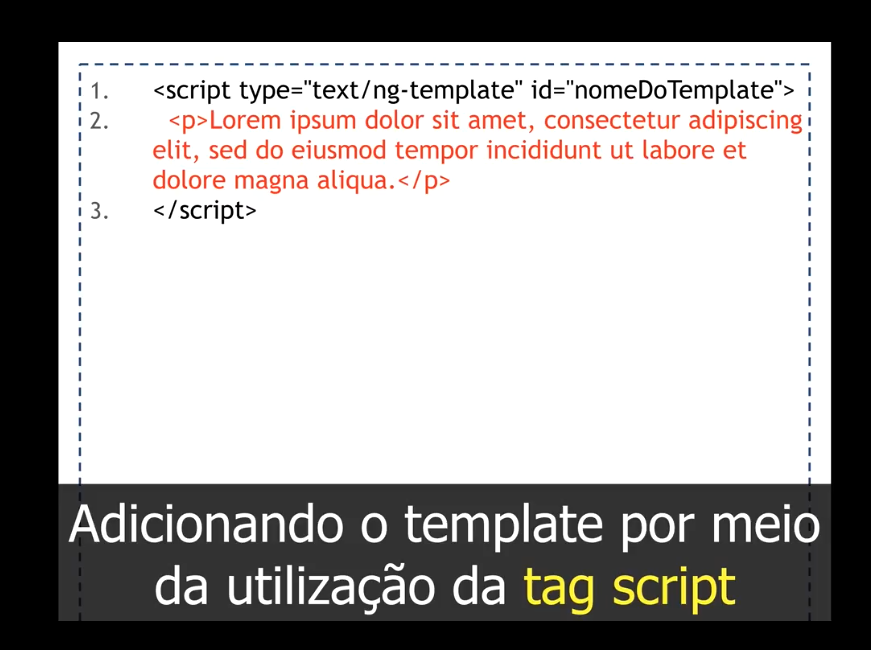 1. <script type="text/ng-template" id="nomeDoTemplate">
2. <p>Lorem ipsum dolor sit amet, consectetur adipiscing
elit, sed do eiusmod tempor incididunt ut labore et
dolore magna aliqua.</p>
3. </script>
Adicionando o template por meio
da utilização da tag script